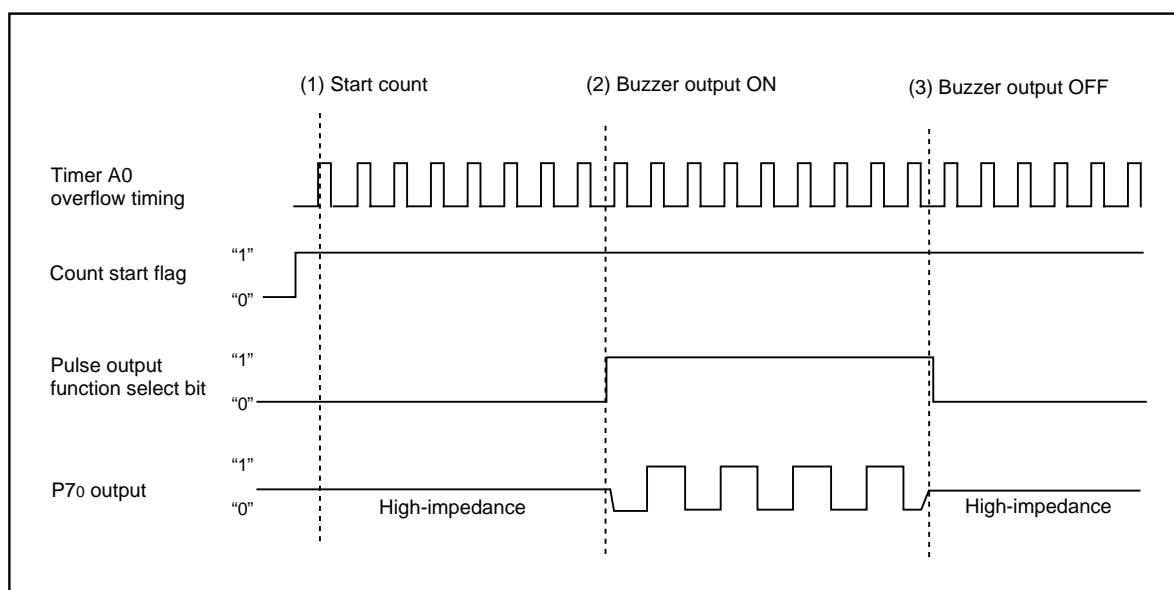 (1) Start count
(2) Buzzer output ON
(3) Buzzer output OFF
Timer A0
overflow timing
Count start flag
“1”
“0”
Pulse output
function select bit
“1”
“0”
P70 output
“1”
“0”
High-impedance
High-impedance